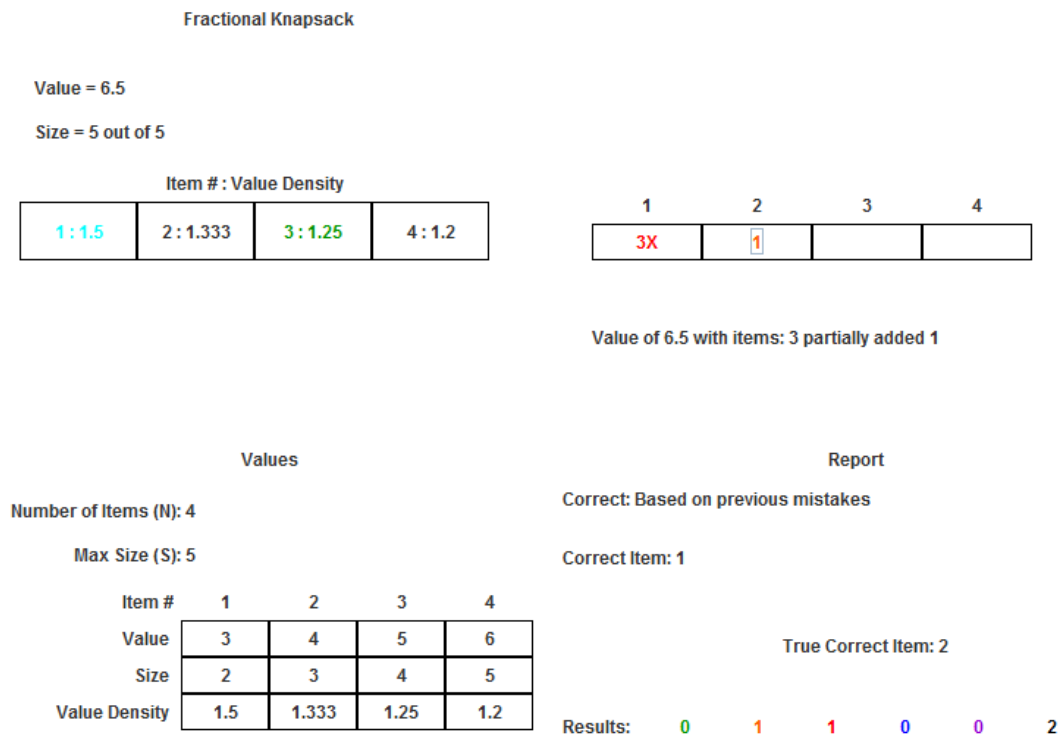 Fractional Knapsack
Value = 6.5
Size = 5 out of 5
Item # : Value Density
1 : 1.5 2 : 1.333 3 : 1.25 4 : 1.2
1 2 3 4
3X 1
Value of 6.5 with items: 3 partially added 1
Values
Number of Items (N): 4
Max Size (S): 5
Item # 1 2 3 4
Value 3 4 5 6
Size 2 3 4 5
Value Density 1.5 1.333 1.25 1.2
Report
Correct: Based on previous mistakes
Correct Item: 1
True Correct Item: 2
Results: 0 1 1 0 0 2